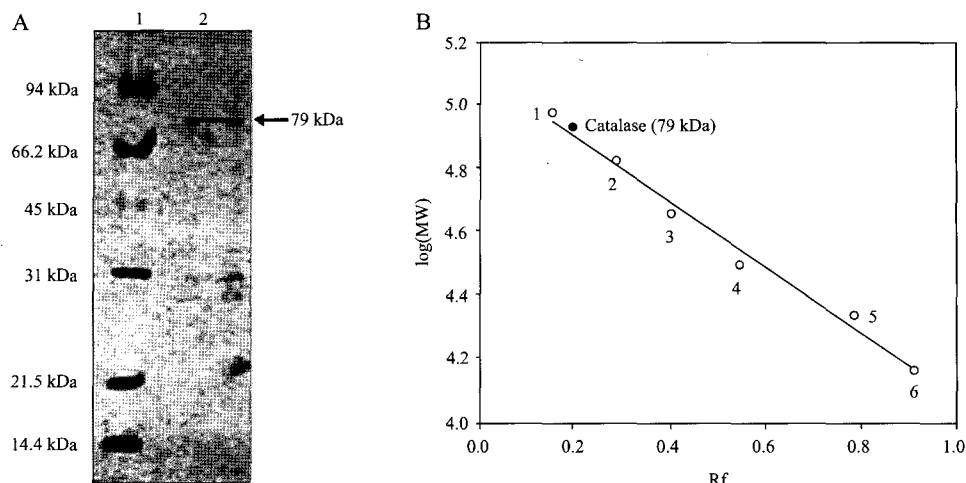 A
1 2
94 kDa
79 kDa
66.2 kDa
45 kDa
31 kDa
21.5 kDa
14.4 kDa
B
5.2
5.0
4.8
4.6
4.4
4.2
4.0
log(MW)
1
Catalase (79 kDa)
2
3
4
5
6
0.0 0.2 0.4 0.6 0.8 1.0
Rf